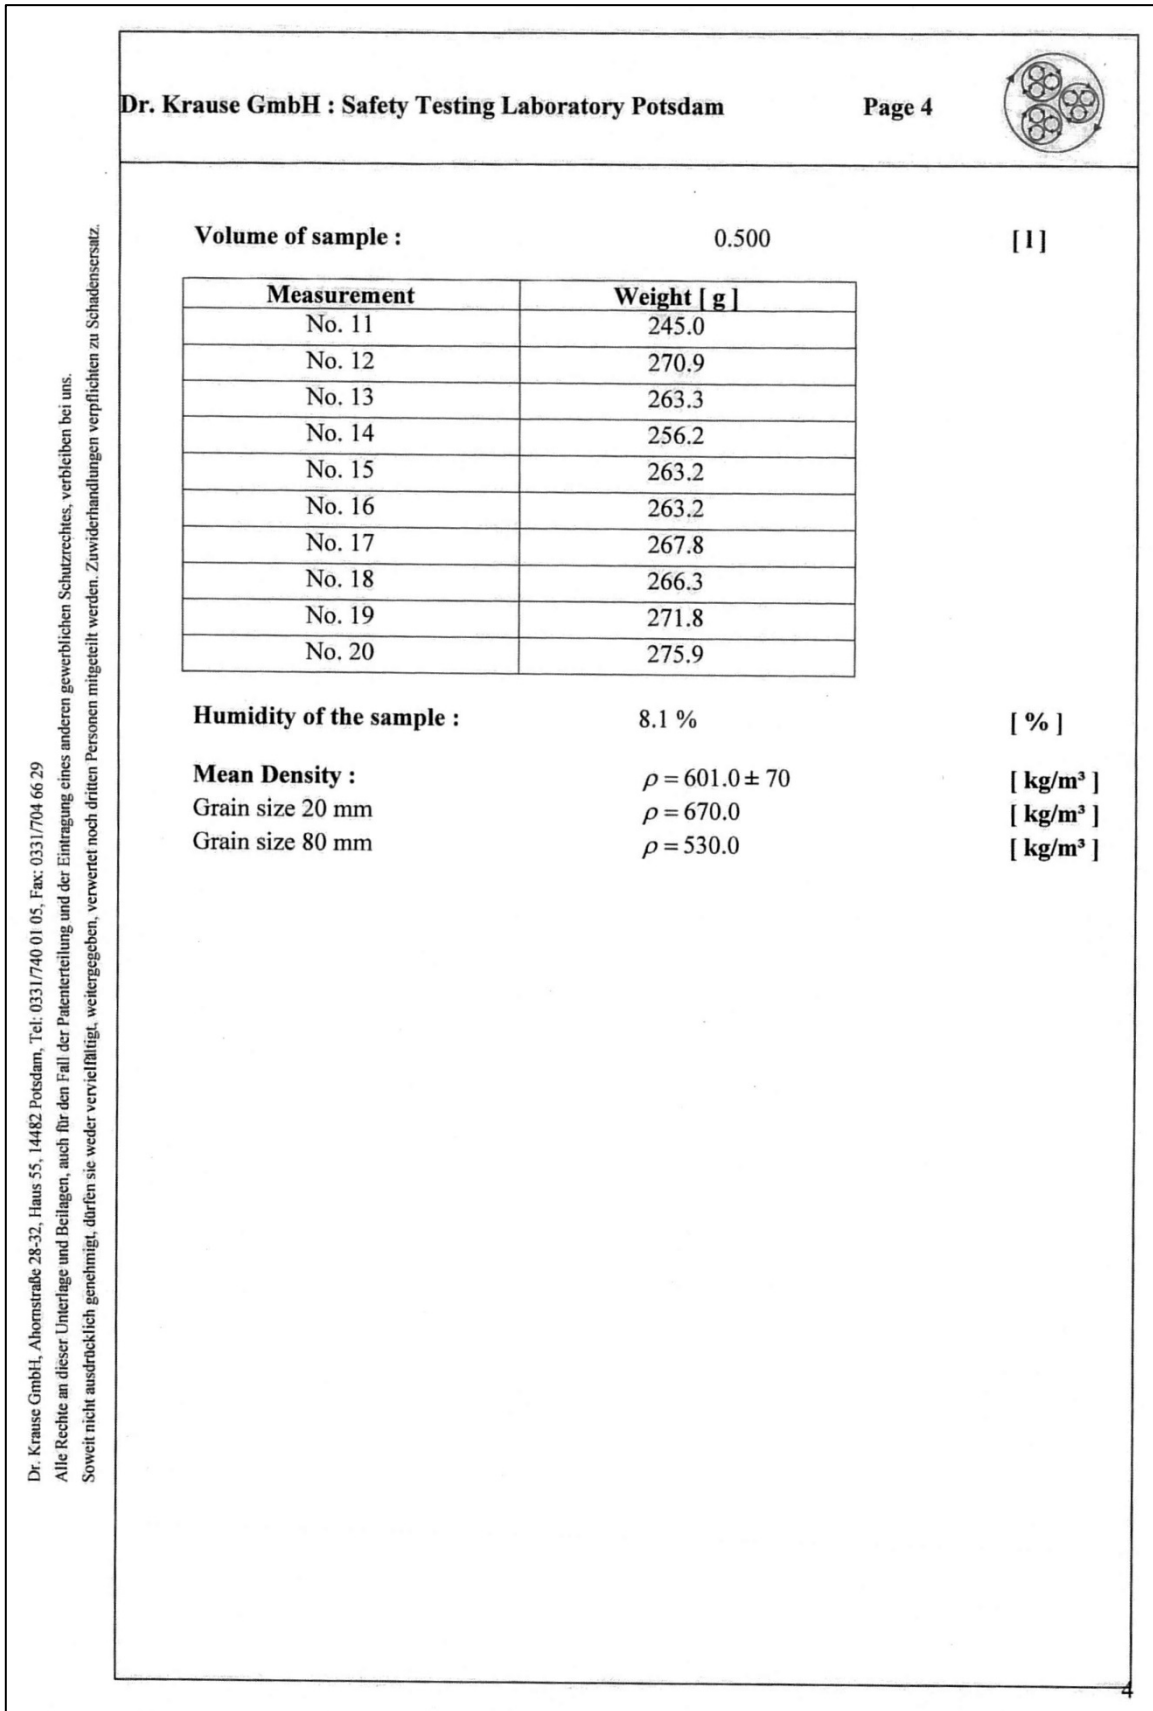 Dr. Krause GmbH : Safety Testing Laboratory Potsdam Page 4
Volume of sample : 0.500 [ l ]
Measurement Weight [ g ]
No. 11 245.0
No. 12 270.9
No. 13 263.3
No. 14 256.2
No. 15 263.2
No. 16 263.2
No. 17 267.8
No. 18 266.3
No. 19 271.8
No. 20 275.9
Humidity of the sample : 8.1 % [ % ]
Mean Density : ρ = 601.0 ± 70 [ kg/m³ ]
Grain size 20 mm ρ = 670.0 [ kg/m³ ]
Grain size 80 mm ρ = 530.0 [ kg/m³ ]
Dr. Krause GmbH, Ahornstraße 28-32, Haus 55, 14482 Potsdam, Tel: 0331/740 01 05, Fax: 0331/704 66 29
Alle Rechte an dieser Unterlage und Beilagen, auch für den Fall der Patenterteilung und der Eintragung eines anderen gewerblichen Schutzrechtes, verbleiben bei uns.
Soweit nicht ausdrücklich genehmigt, dürfen sie weder vervielfältigt, weitergegeben, verwertet noch dritten Personen mitgeteilt werden. Zuwiderhandlungen verpflichten zu Schadensersatz.
4